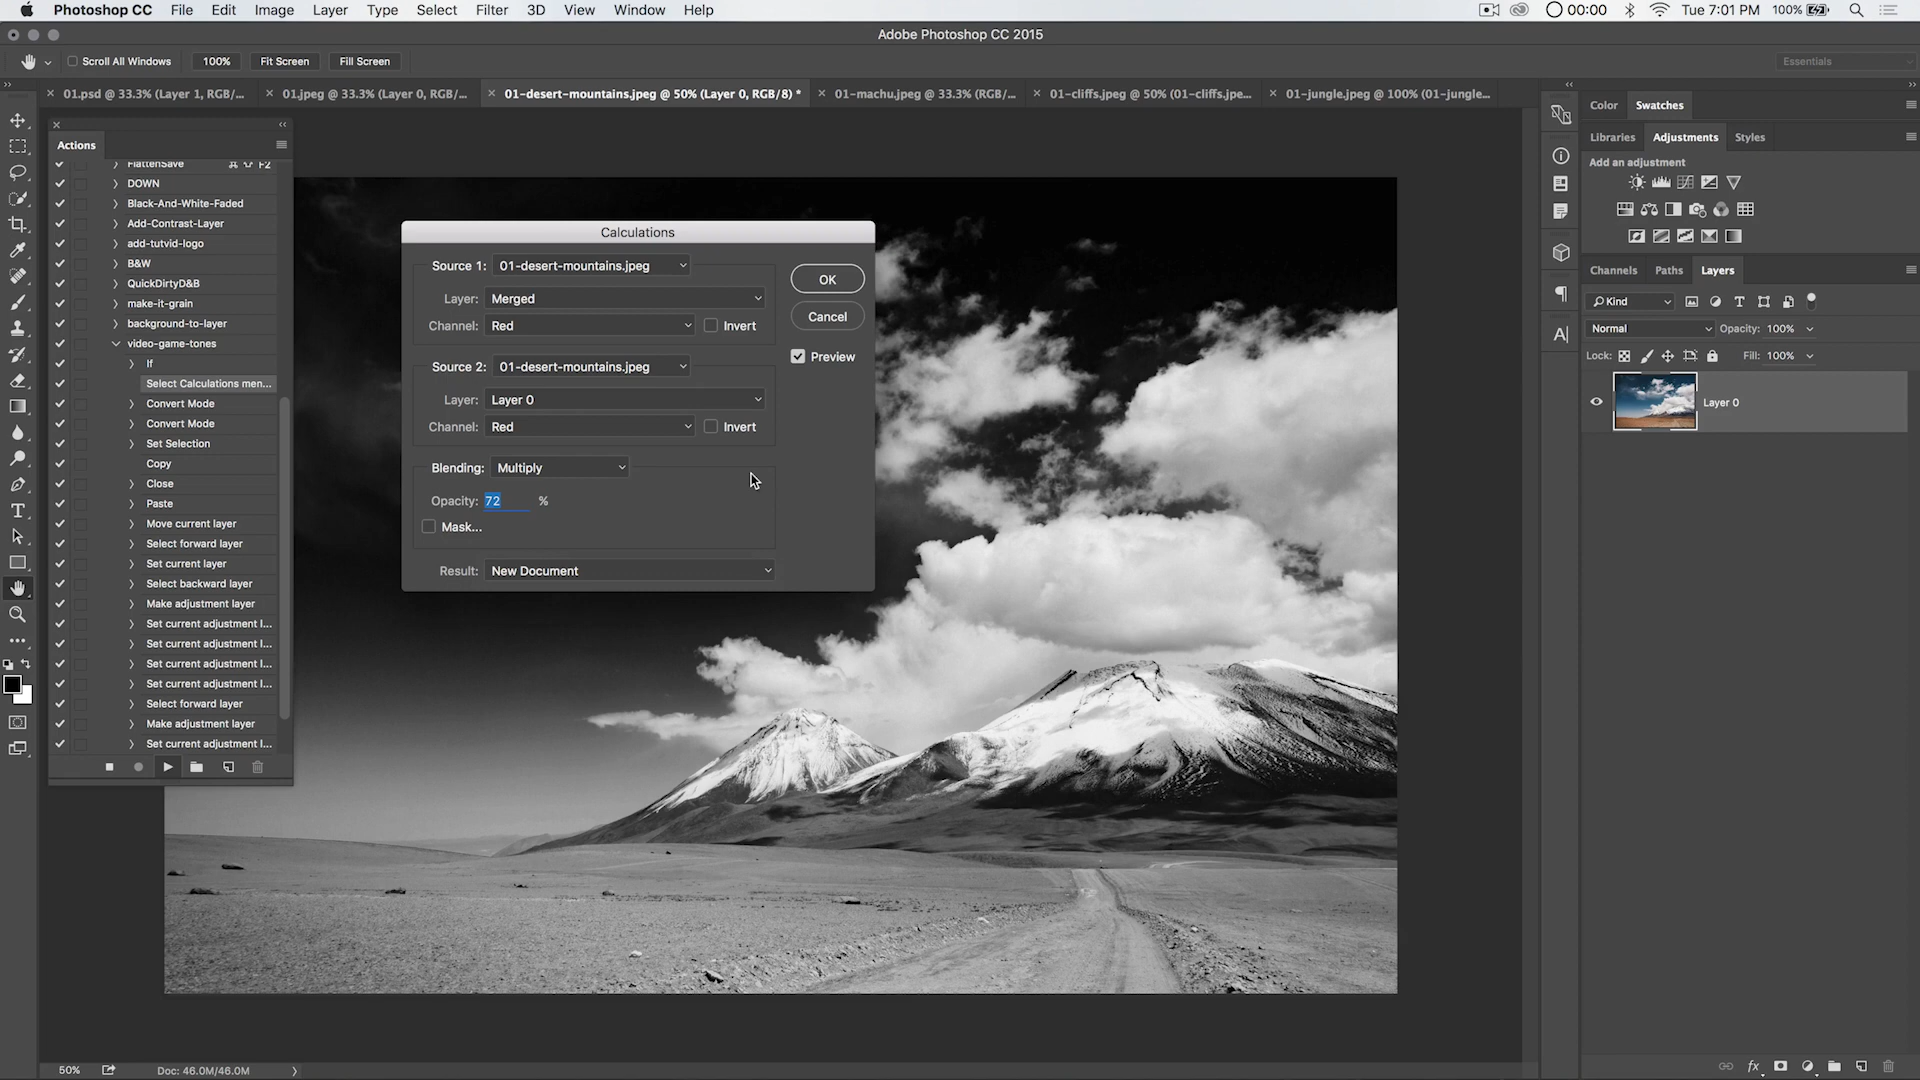 Photoshop CC File Edit Image Layer Type Select Filter 3D View Window Help 00:00 Tue 7:01 PM 100%
Adobe Photoshop CC 2015
Scroll All Windows 100% Fit Screen Fill Screen Essentials
01.psd @ 33.3% (Layer 1, RGB/... 01.jpeg @ 33.3% (Layer 0, RGB/... 01-desert-mountains.jpeg @ 50% (Layer 0, RGB/8) * 01-machu.jpeg @ 33.3% (RGB/... 01-cliffs.jpeg @ 50% (01-cliffs.jpe... 01-jungle.jpeg @ 100% (01-jungle...
Actions
FlattenSave ⌘ F2
DOWN
Black-And-White-Faded
Add-Contrast-Layer
add-tutvid-logo
B&W
QuickDirtyD&B
make-it-grain
background-to-layer
video-game-tones
If
Select Calculations men...
Convert Mode
Convert Mode
Set Selection
Copy
Close
Paste
Move current layer
Select forward layer
Set current layer
Select backward layer
Make adjustment layer
Set current adjustment l...
Set current adjustment l...
Set current adjustment l...
Set current adjustment l...
Select forward layer
Make adjustment layer
Set current adjustment l...
Calculations
Source 1: 01-desert-mountains.jpeg
Layer: Merged
Channel: Red Invert
Source 2: 01-desert-mountains.jpeg
Layer: Layer 0
Channel: Red Invert
Blending: Multiply
Opacity: 72 %
Mask...
Result: New Document
OK
Cancel
Preview
Color Swatches
Libraries Adjustments Styles
Add an adjustment
Channels Paths Layers
Kind
Normal Opacity: 100%
Lock: Fill: 100%
Layer 0
50% Doc: 46.0M/46.0M